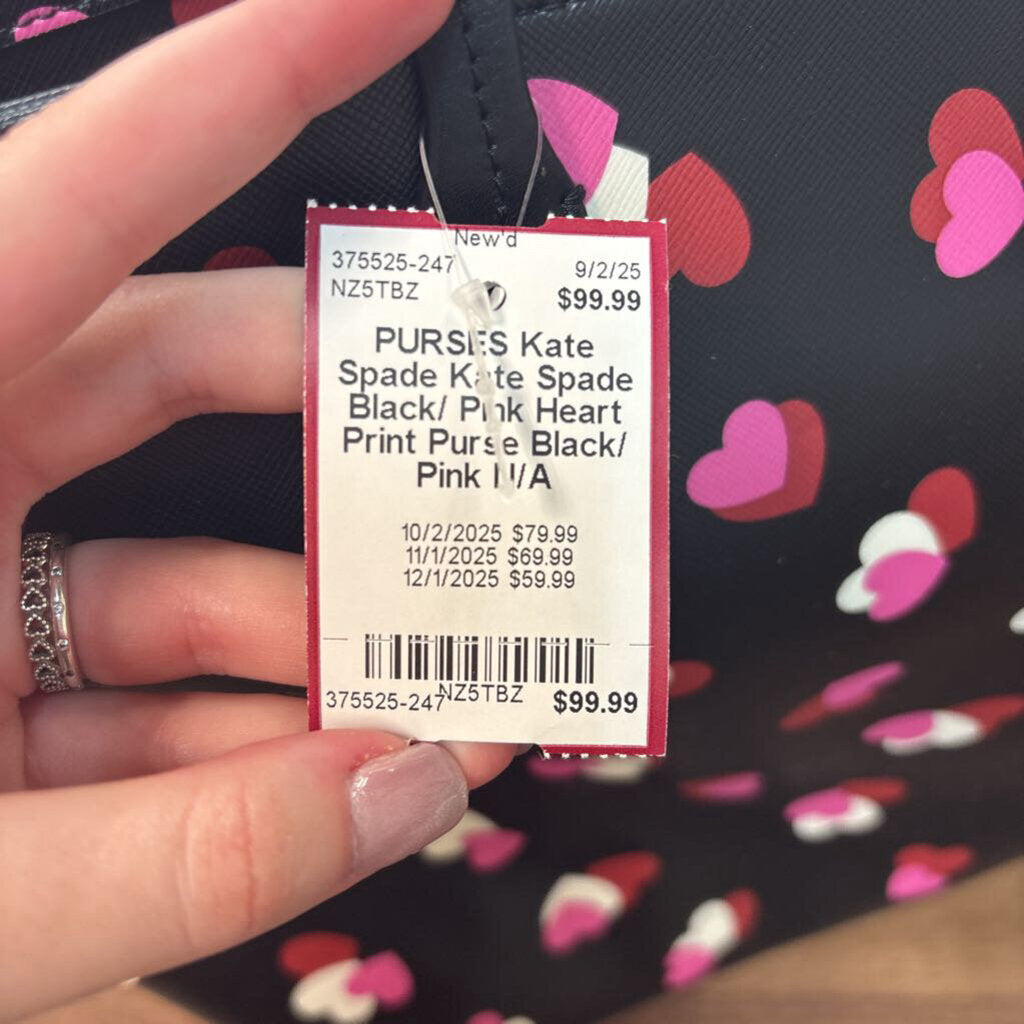 New'd
375525-247 9/2/25
NZ5TBZ $99.99
PURSES Kate
Spade Kate Spade
Black/ Pink Heart
Print Purse Black/
Pink N/A
10/2/2025 $79.99
11/1/2025 $69.99
12/1/2025 $59.99
375525-247 NZ5TBZ $99.99